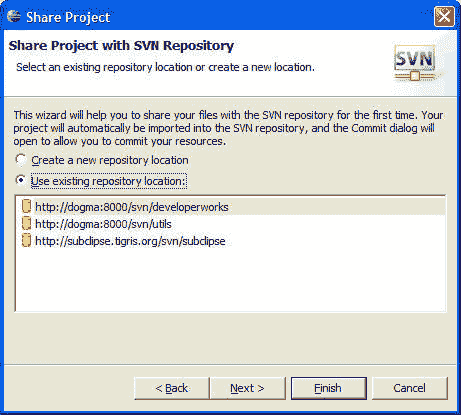 Share Project
Share Project with SVN Repository
Select an existing repository location or create a new location.
SVN
This wizard will help you to share your files with the SVN repository for the first time. Your
project will automatically be imported into the SVN repository, and the Commit dialog will
open to allow you to commit your resources.
Create a new repository location
Use existing repository location:
http://dogma:8000/svn/developerworks
http://dogma:8000/svn/utils
http://subclipse.tigris.org/svn/subclipse
< Back
Next >
Finish
Cancel